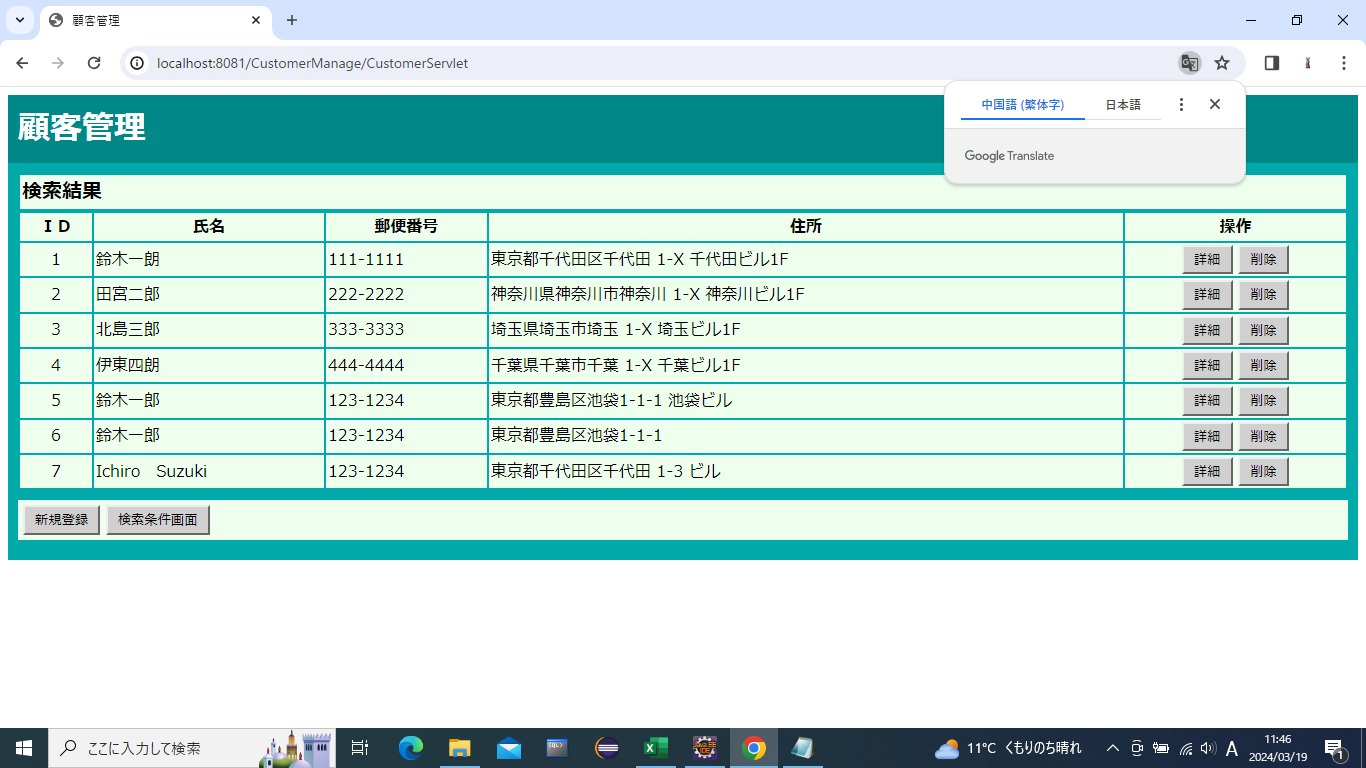 顧客管理
localhost:8081/CustomerManage/CustomerServlet
中国語 (繁体字) 日本語
Google Translate
顧客管理
検索結果
ＩＤ 氏名 郵便番号 住所 操作
1 鈴木一朗 111-1111 東京都千代田区千代田 1-X 千代田ビル1F 詳細 削除
2 田宮二郎 222-2222 神奈川県神奈川市神奈川 1-X 神奈川ビル1F 詳細 削除
3 北島三郎 333-3333 埼玉県埼玉市埼玉 1-X 埼玉ビル1F 詳細 削除
4 伊東四朗 444-4444 千葉県千葉市千葉 1-X 千葉ビル1F 詳細 削除
5 鈴木一郎 123-1234 東京都豊島区池袋1-1-1 池袋ビル 詳細 削除
6 鈴木一郎 123-1234 東京都豊島区池袋1-1-1 詳細 削除
7 Ichiro　Suzuki 123-1234 東京都千代田区千代田 1-3 ビル 詳細 削除
新規登録 検索条件画面
ここに入力して検索
11°C くもりのち晴れ
A
11:46
2024/03/19
1